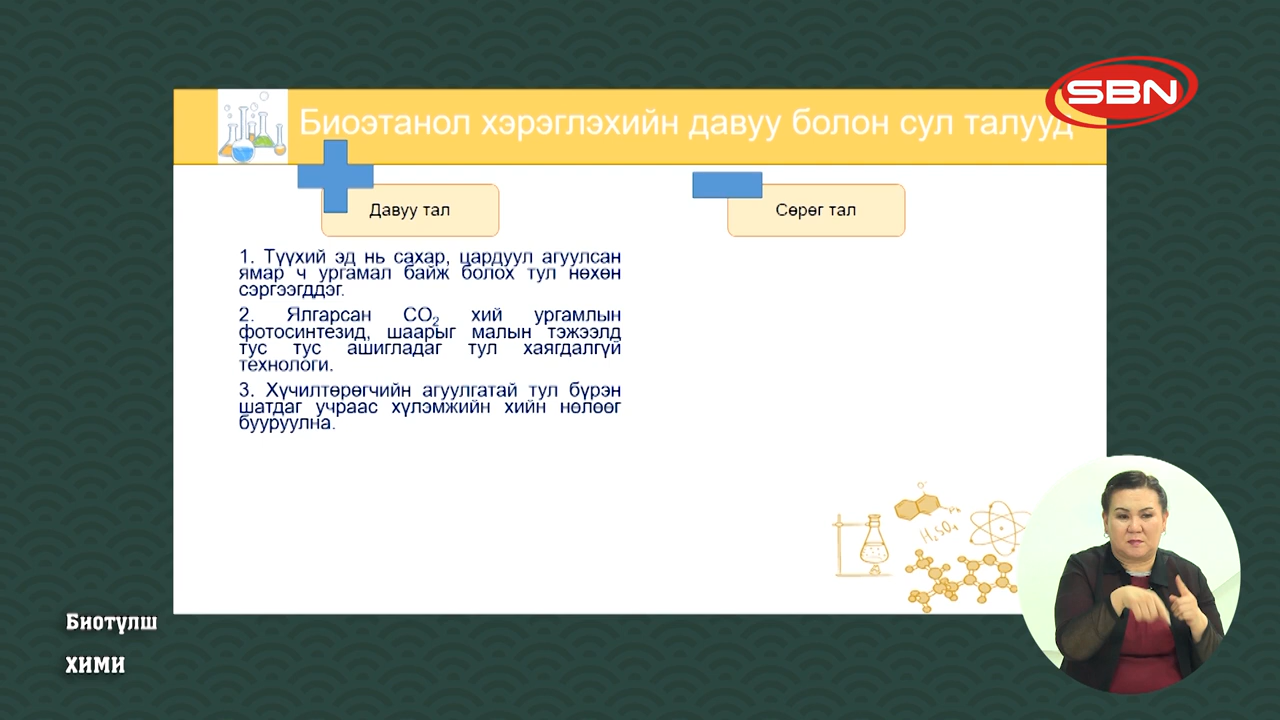 SBN
Биоэтанол хэрэглэхийн давуу болон сул талууд
Давуу тал
Сөрөг тал
1. Түүхий эд нь сахар, цардуул агуулсан
ямар ч ургамал байж болох тул нөхөн
сэргээгддэг.
2. Ялгарсан CO₂ хий ургамлын
фотосинтезид, шаарыг малын тэжээлд
тус тус ашигладаг тул хаягдалгүй
технологи.
3. Хүчилтөрөгчийн агуулгатай тул бүрэн
шатдаг учраас хүлэмжийн хийн нөлөөг
бууруулна.
H₂SO₄
Биотүлш
ХИМИ